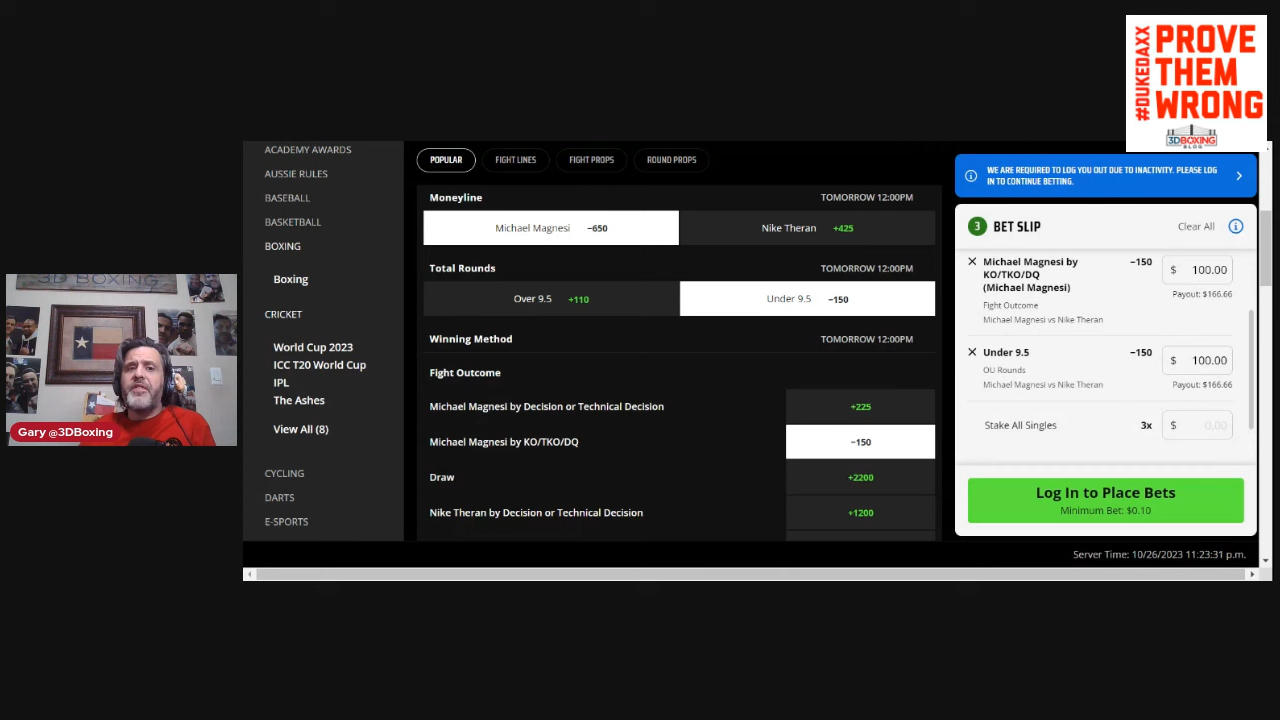 #DUKEDAXX
PROVE
THEM
WRONG
3DBOXING
BLOG
ACADEMY AWARDS
AUSSIE RULES
BASEBALL
BASKETBALL
BOXING
Boxing
CRICKET
World Cup 2023
ICC T20 World Cup
IPL
The Ashes
View All (8)
CYCLING
DARTS
E-SPORTS
POPULAR
FIGHT LINES
FIGHT PROPS
ROUND PROPS
Moneyline TOMORROW 12:00PM
Michael Magnesi −650 Nike Theran +425
Total Rounds TOMORROW 12:00PM
Over 9.5 +110 Under 9.5 −150
Winning Method TOMORROW 12:00PM
Fight Outcome
Michael Magnesi by Decision or Technical Decision +225
Michael Magnesi by KO/TKO/DQ −150
Draw +2200
Nike Theran by Decision or Technical Decision +1200
WE ARE REQUIRED TO LOG YOU OUT DUE TO INACTIVITY. PLEASE LOG
IN TO CONTINUE BETTING.
3 BET SLIP Clear All
Michael Magnesi by −150 $ 100.00
KO/TKO/DQ
(Michael Magnesi) Payout: $166.66
Fight Outcome
Michael Magnesi vs Nike Theran
Under 9.5 −150 $ 100.00
OU Rounds
Michael Magnesi vs Nike Theran Payout: $166.66
Stake All Singles 3x $ 0.00
Log In to Place Bets
Minimum Bet: $0.10
Server Time: 10/26/2023 11:23:31 p.m.
3D BOXING
Gary @3DBoxing